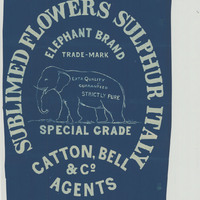 SUBLIMED FLOWERS SULPHUR ITALY
ELEPHANT BRAND
TRADE-MARK
EXTRA QUALITY
GUARANTEED
STRICTLY PURE
SPECIAL GRADE
CATTON, BELL
& Co
AGENTS